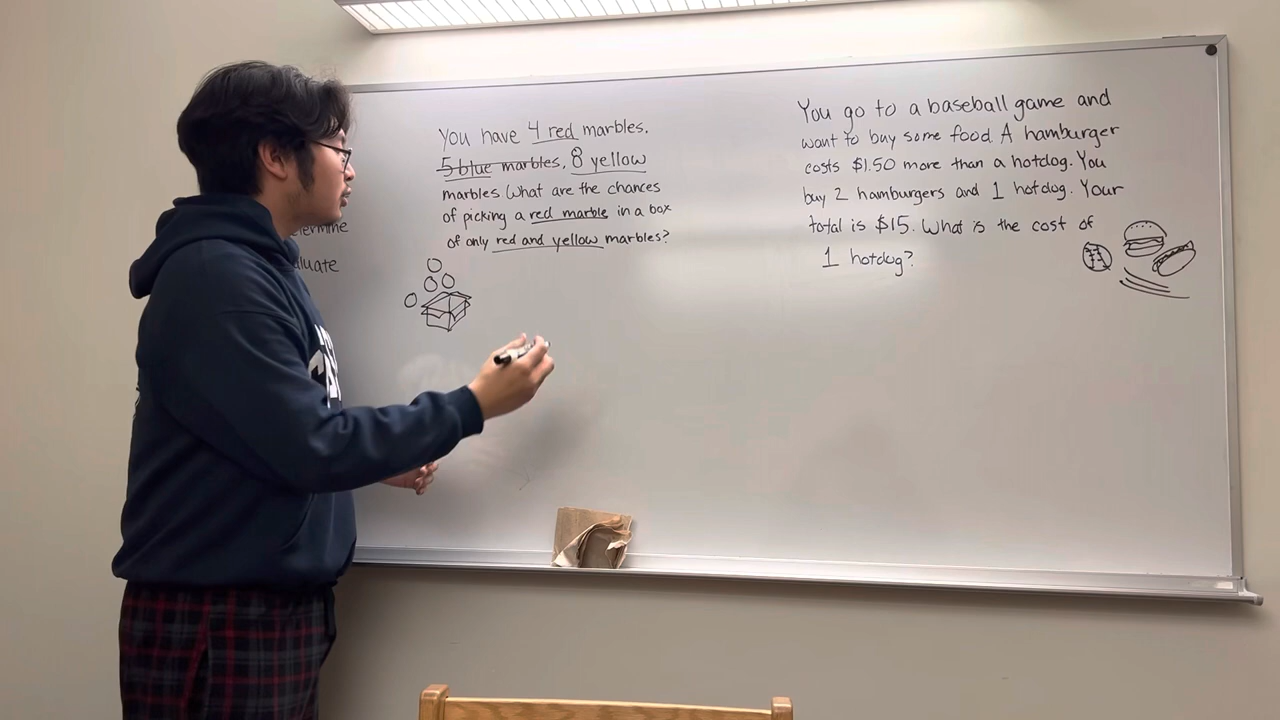 You have 4 red marbles.
5 blue marbles, 8 yellow
marbles. What are the chances
of picking a red marble in a box
of only red and yellow marbles?
You go to a baseball game and
want to buy some food. A hamburger
costs $1.50 more than a hotdog. You
buy 2 hamburgers and 1 hotdog. Your
total is $15. What is the cost of
1 hotdog?